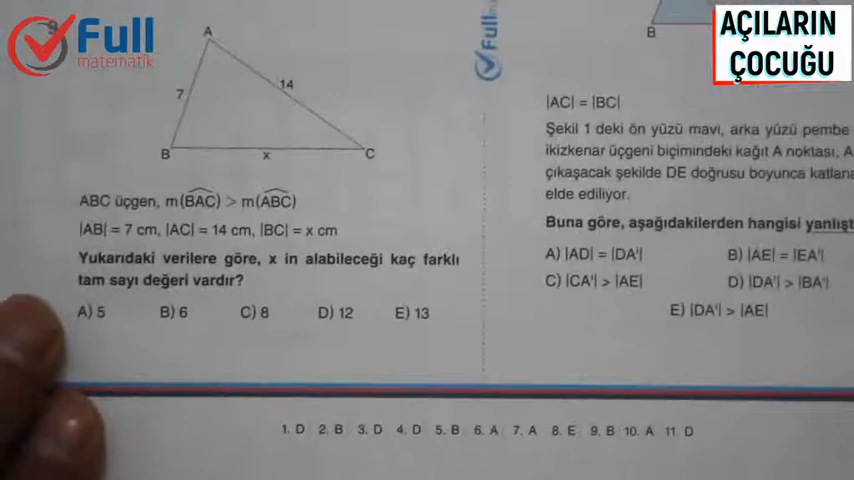 9
Full
matematik
A
7
14
B
x
C
ABC üçgen, m(BAC) > m(ABC)
|AB| = 7 cm, |AC| = 14 cm, |BC| = x cm
Yukarıdaki verilere göre, x in alabileceği kaç farklı
tam sayı değeri vardır?
A) 5 B) 6 C) 8 D) 12 E) 13
Full
B
AÇILARIN
ÇOCUĞU
|AC| = |BC|
Şekil 1 deki ön yüzü mavi, arka yüzü pembe
ikizkenar üçgeni biçimindeki kağıt A noktası, A
çıkaşacak şekilde DE doğrusu boyunca katlana
elde ediliyor.
Buna göre, aşağıdakilerden hangisi yanlışt
A) |AD| = |DA'| B) |AE| = |EA'|
C) |CA'| > |AE| D) |DA'| > |BA'|
E) |DA'| > |AE|
1. D 2. B 3. D 4. D 5. B 6. A 7. A 8. E 9. B 10. A 11. D